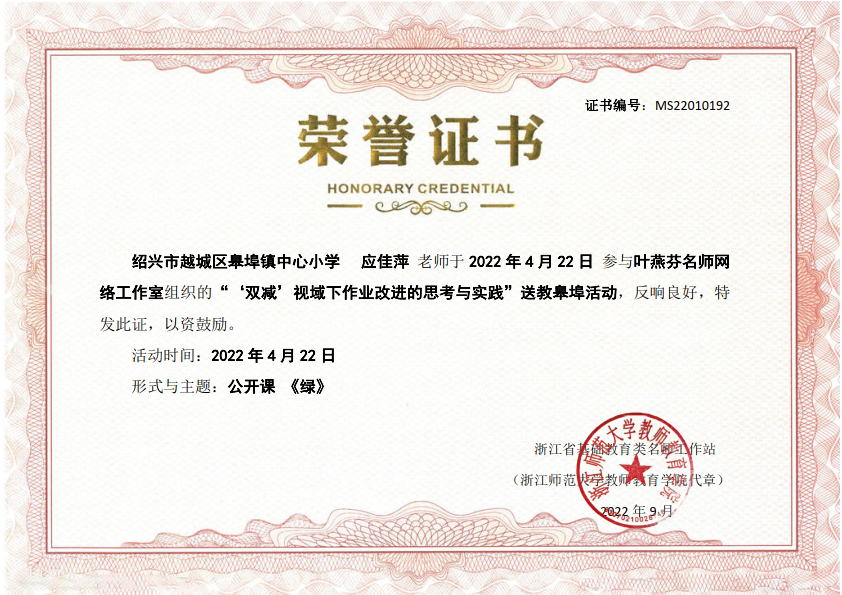 证书编号：MS22010192
荣誉证书
HONORARY CREDENTIAL
绍兴市越城区皋埠镇中心小学 应佳萍 老师于 2022 年 4 月 22 日 参与叶燕芬名师网
络工作室组织的“‘双减’视域下作业改进的思考与实践”送教皋埠活动，反响良好，特
发此证，以资鼓励。
活动时间：2022 年 4 月 22 日
形式与主题：公开课 《绿》
浙江省基础教育类名师工作站
（浙江师范大学教师教育学院代章）
2022 年 9 月
浙江师范大学教师教育学院